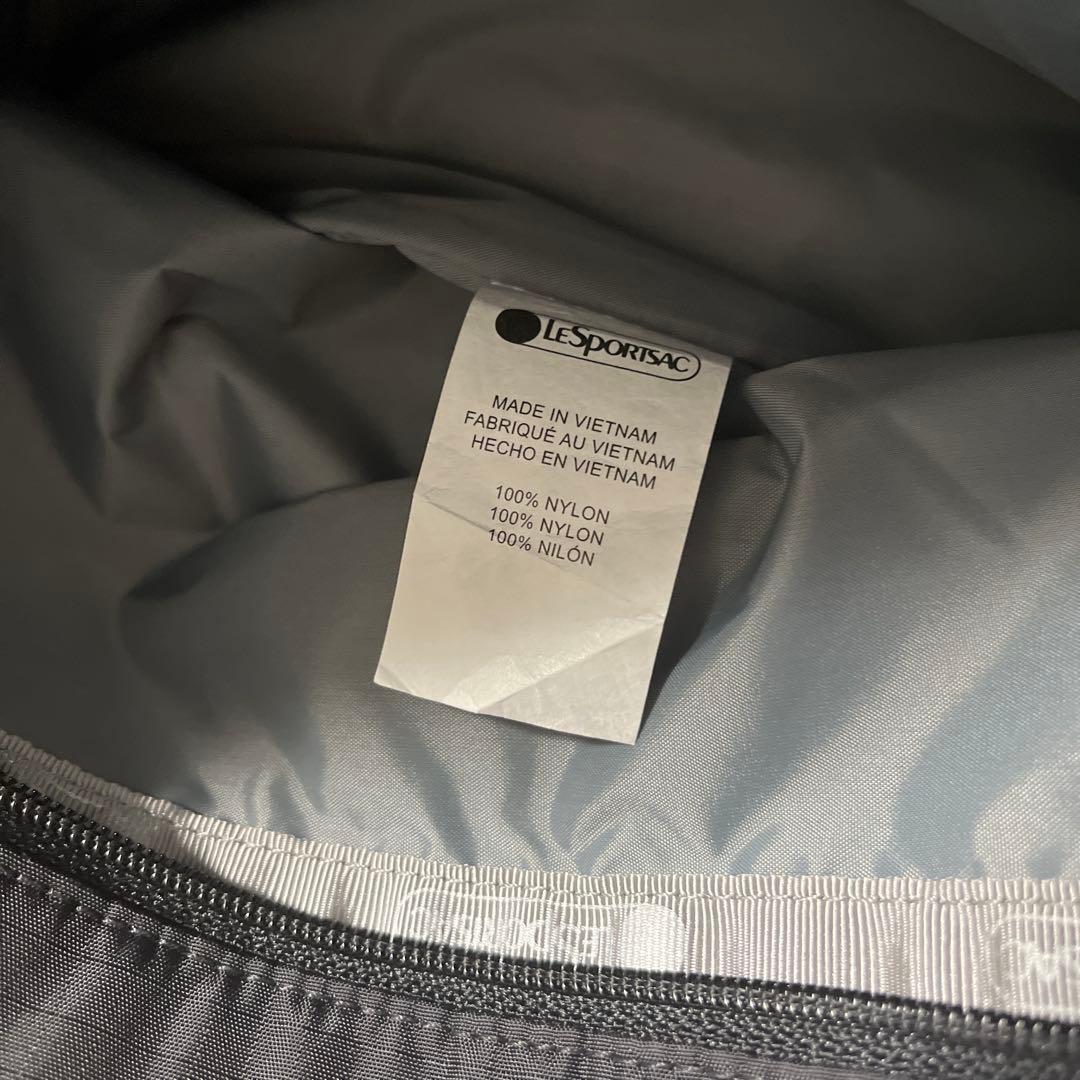 LESPORTSAC
MADE IN VIETNAM
FABRIQUÉ AU VIETNAM
HECHO EN VIETNAM
100% NYLON
100% NYLON
100% NILÓN